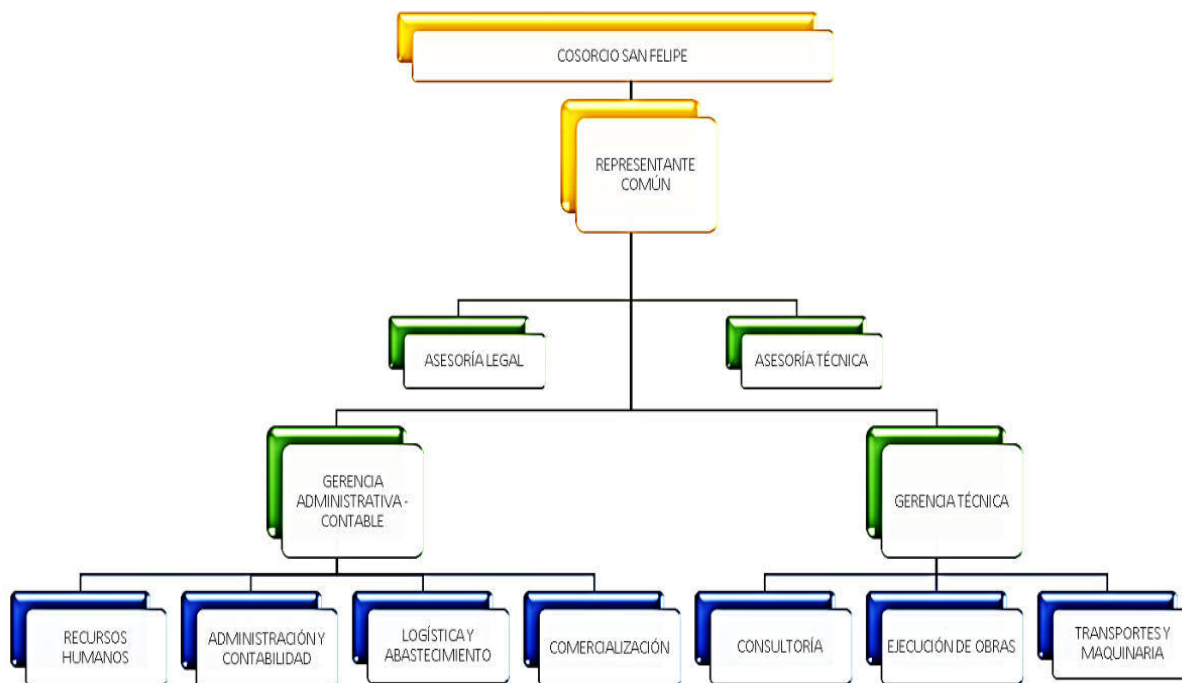 COSORCIO SAN FELIPE
REPRESENTANTE
COMÚN
ASESORÍA LEGAL
ASESORÍA TÉCNICA
GERENCIA
ADMINISTRATIVA -
CONTABLE
GERENCIA TÉCNICA
RECURSOS
HUMANOS
ADMINISTRACIÓN Y
CONTABILIDAD
LOGÍSTICA Y
ABASTECIMIENTO
COMERCIALIZACIÓN
CONSULTORÍA
EJECUCIÓN DE OBRAS
TRANSPORTES Y
MAQUINARIA